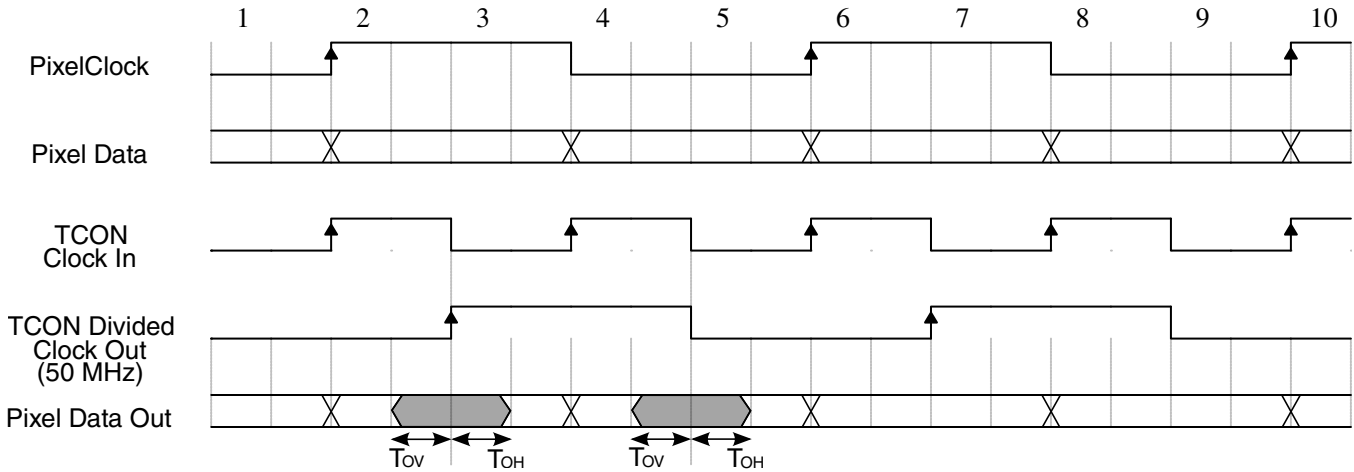 1 2 3 4 5 6 7 8 9 10
PixelClock
Pixel Data
TCON
Clock In
TCON Divided
Clock Out
(50 MHz)
Pixel Data Out
TOV TOH TOV TOH